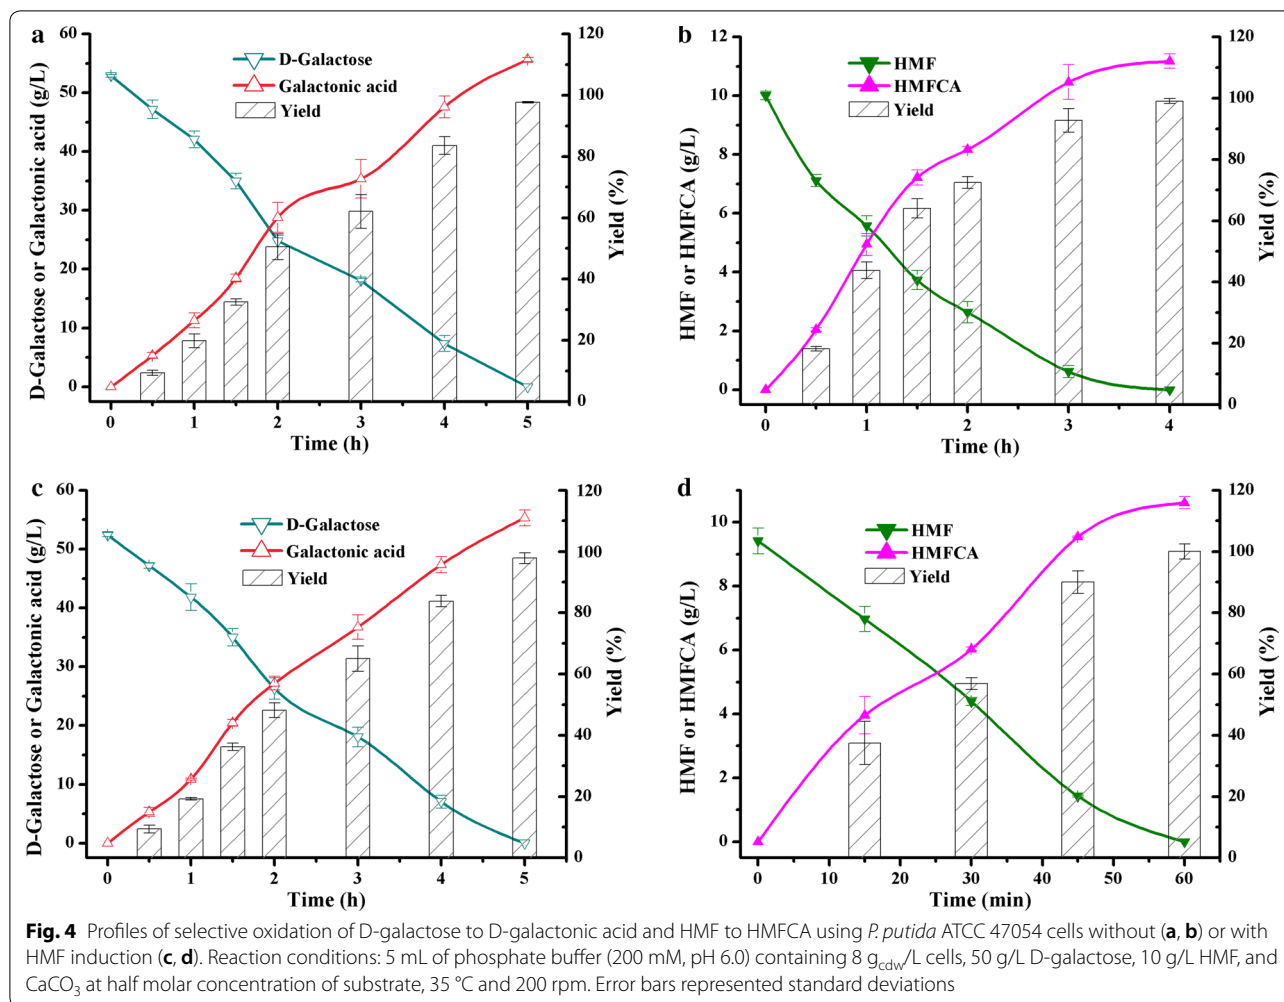 a
60
50
40
30
20
10
0
D-Galactose or Galactonic acid (g/L)
D-Galactose
Galactonic acid
Yield
120
100
80
60
40
20
0
Yield (%)
0 1 2 3 4 5
Time (h)
b
12
10
8
6
4
2
0
HMF or HMFCA (g/L)
HMF
HMFCA
Yield
120
100
80
60
40
20
0
Yield (%)
0 1 2 3 4
Time (h)
c
60
50
40
30
20
10
0
D-Galactose or Galactonic acid (g/L)
D-Galactose
Galactonic acid
Yield
120
100
80
60
40
20
0
Yield (%)
0 1 2 3 4 5
Time (h)
d
10
8
6
4
2
0
HMF or HMFCA (g/L)
HMF
HMFCA
Yield
120
100
80
60
40
20
0
Yield (%)
0 10 20 30 40 50 60
Time (min)
Fig. 4 Profiles of selective oxidation of D-galactose to D-galactonic acid and HMF to HMFCA using P. putida ATCC 47054 cells without (a, b) or with
HMF induction (c, d). Reaction conditions: 5 mL of phosphate buffer (200 mM, pH 6.0) containing 8 gcdw/L cells, 50 g/L D-galactose, 10 g/L HMF, and
CaCO3 at half molar concentration of substrate, 35 °C and 200 rpm. Error bars represented standard deviations